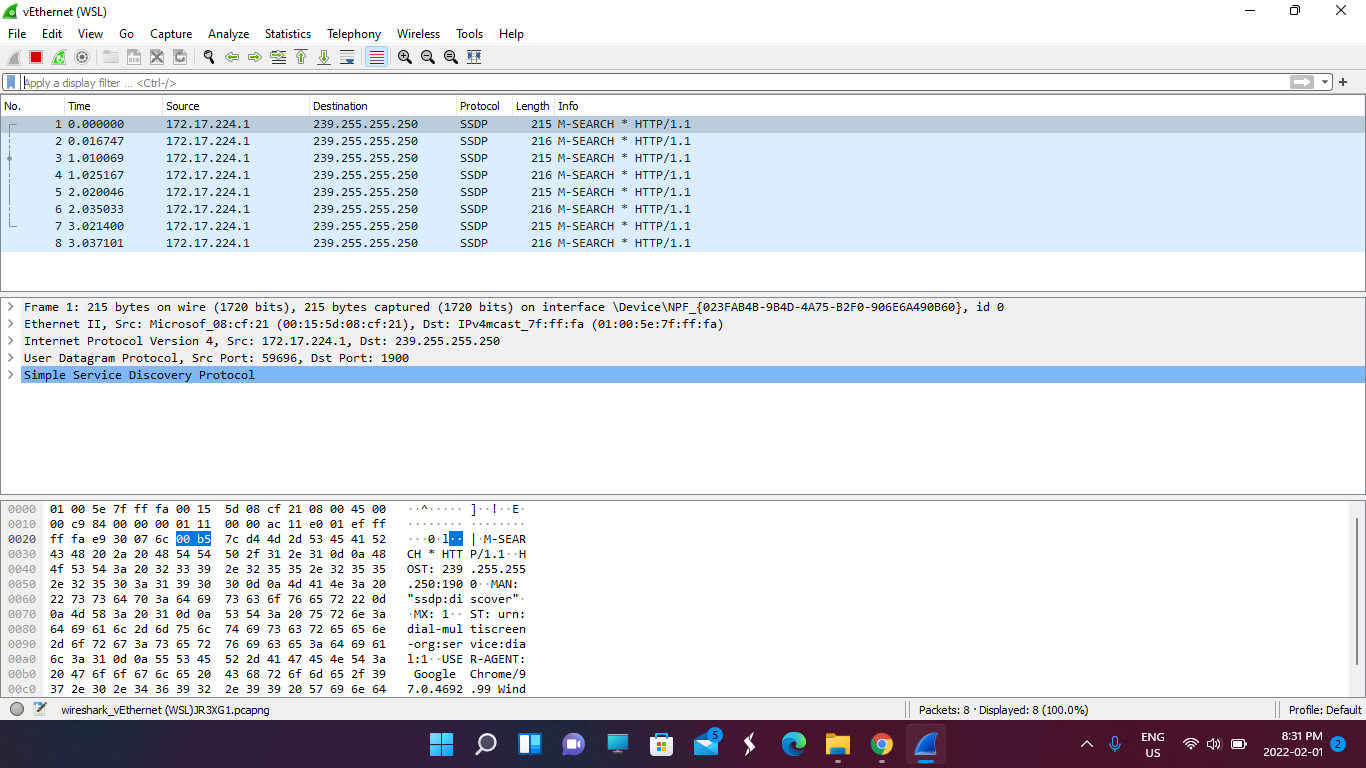 vEthernet (WSL)
File Edit View Go Capture Analyze Statistics Telephony Wireless Tools Help
Apply a display filter ... <Ctrl-/>
No. Time Source Destination Protocol Length Info
1 0.000000 172.17.224.1 239.255.255.250 SSDP 215 M-SEARCH * HTTP/1.1
2 0.016747 172.17.224.1 239.255.255.250 SSDP 216 M-SEARCH * HTTP/1.1
3 1.010069 172.17.224.1 239.255.255.250 SSDP 215 M-SEARCH * HTTP/1.1
4 1.025167 172.17.224.1 239.255.255.250 SSDP 216 M-SEARCH * HTTP/1.1
5 2.020046 172.17.224.1 239.255.255.250 SSDP 215 M-SEARCH * HTTP/1.1
6 2.035033 172.17.224.1 239.255.255.250 SSDP 216 M-SEARCH * HTTP/1.1
7 3.021400 172.17.224.1 239.255.255.250 SSDP 215 M-SEARCH * HTTP/1.1
8 3.037101 172.17.224.1 239.255.255.250 SSDP 216 M-SEARCH * HTTP/1.1
Frame 1: 215 bytes on wire (1720 bits), 215 bytes captured (1720 bits) on interface \Device\NPF_{023FAB4B-9B4D-4A75-B2F0-906E6A490B60}, id 0
Ethernet II, Src: Microsof_08:cf:21 (00:15:5d:08:cf:21), Dst: IPv4mcast_7f:ff:fa (01:00:5e:7f:ff:fa)
Internet Protocol Version 4, Src: 172.17.224.1, Dst: 239.255.255.250
User Datagram Protocol, Src Port: 59696, Dst Port: 1900
Simple Service Discovery Protocol
0000 01 00 5e 7f ff fa 00 15 5d 08 cf 21 08 00 45 00 ··^····· ]··!··E·
0010 00 c9 84 00 00 00 01 11 00 00 ac 11 e0 01 ef ff ········ ········
0020 ff fa e9 30 07 6c 00 b5 7c d4 4d 2d 53 45 41 52 ···0·l·· |·M-SEAR
0030 43 48 20 2a 20 48 54 54 50 2f 31 2e 31 0d 0a 48 CH * HTT P/1.1··H
0040 4f 53 54 3a 20 32 33 39 2e 32 35 35 2e 32 35 35 OST: 239 .255.255
0050 2e 32 35 30 3a 31 39 30 30 0d 0a 4d 41 4e 3a 20 .250:190 0··MAN:
0060 22 73 73 64 70 3a 64 69 73 63 6f 76 65 72 22 0d "ssdp:di scover"·
0070 0a 4d 58 3a 20 31 0d 0a 53 54 3a 20 75 72 6e 3a ·MX: 1·· ST: urn:
0080 64 69 61 6c 2d 6d 75 6c 74 69 73 63 72 65 65 6e dial-mul tiscreen
0090 2d 6f 72 67 3a 73 65 72 76 69 63 65 3a 64 69 61 -org:ser vice:dia
00a0 6c 3a 31 0d 0a 55 53 45 52 2d 41 47 45 4e 54 3a l:1··USE R-AGENT:
00b0 20 47 6f 6f 67 6c 65 20 43 68 72 6f 6d 65 2f 39 Google Chrome/9
00c0 37 2e 30 2e 34 36 39 32 2e 39 39 20 57 69 6e 64 7.0.4692 .99 Wind
wireshark_vEthernet (WSL)JR3XG1.pcapng Packets: 8 · Displayed: 8 (100.0%) Profile: Default
5
ENG
US
8:31 PM
2022-02-01
2